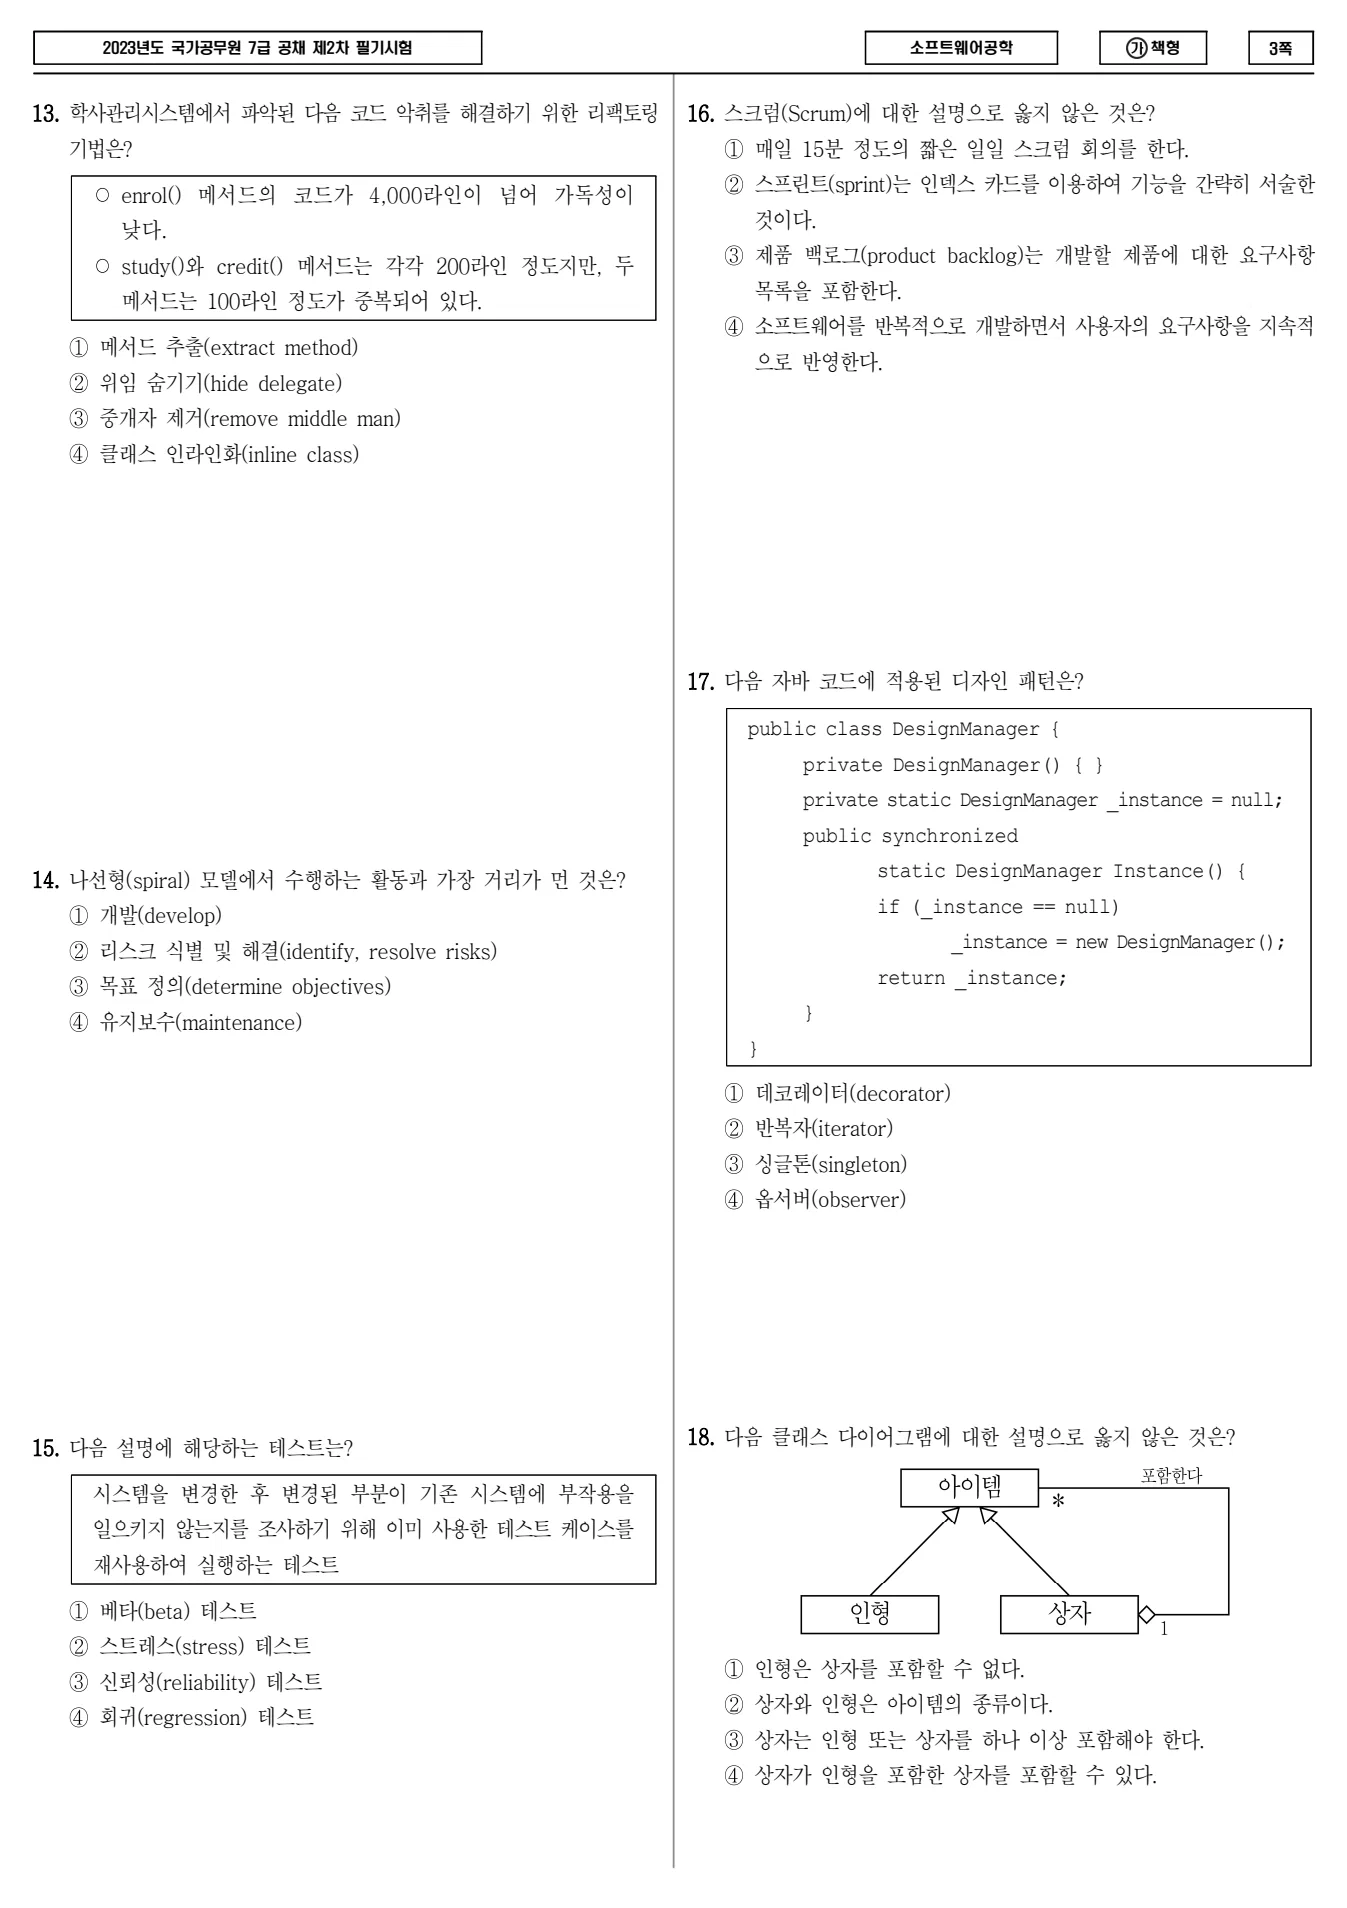 2023년도 국가공무원 7급 공채 제2차 필기시험
소프트웨어공학
㉮책형
3쪽
13. 학사관리시스템에서 파악된 다음 코드 악취를 해결하기 위한 리팩토링
기법은?
○ enrol() 메서드의 코드가 4,000라인이 넘어 가독성이
낮다.
○ study()와 credit() 메서드는 각각 200라인 정도지만, 두
메서드는 100라인 정도가 중복되어 있다.
① 메서드 추출(extract method)
② 위임 숨기기(hide delegate)
③ 중개자 제거(remove middle man)
④ 클래스 인라인화(inline class)
14. 나선형(spiral) 모델에서 수행하는 활동과 가장 거리가 먼 것은?
① 개발(develop)
② 리스크 식별 및 해결(identify, resolve risks)
③ 목표 정의(determine objectives)
④ 유지보수(maintenance)
15. 다음 설명에 해당하는 테스트는?
시스템을 변경한 후 변경된 부분이 기존 시스템에 부작용을
일으키지 않는지를 조사하기 위해 이미 사용한 테스트 케이스를
재사용하여 실행하는 테스트
① 베타(beta) 테스트
② 스트레스(stress) 테스트
③ 신뢰성(reliability) 테스트
④ 회귀(regression) 테스트
16. 스크럼(Scrum)에 대한 설명으로 옳지 않은 것은?
① 매일 15분 정도의 짧은 일일 스크럼 회의를 한다.
② 스프린트(sprint)는 인덱스 카드를 이용하여 기능을 간략히 서술한
것이다.
③ 제품 백로그(product backlog)는 개발할 제품에 대한 요구사항
목록을 포함한다.
④ 소프트웨어를 반복적으로 개발하면서 사용자의 요구사항을 지속적
으로 반영한다.
17. 다음 자바 코드에 적용된 디자인 패턴은?
public class DesignManager {
private DesignManager() { }
private static DesignManager _instance = null;
public synchronized
static DesignManager Instance() {
if (_instance == null)
_instance = new DesignManager();
return _instance;
}
}
① 데코레이터(decorator)
② 반복자(iterator)
③ 싱글톤(singleton)
④ 옵서버(observer)
18. 다음 클래스 다이어그램에 대한 설명으로 옳지 않은 것은?
아이템
포함한다
*
인형
상자
1
① 인형은 상자를 포함할 수 없다.
② 상자와 인형은 아이템의 종류이다.
③ 상자는 인형 또는 상자를 하나 이상 포함해야 한다.
④ 상자가 인형을 포함한 상자를 포함할 수 있다.